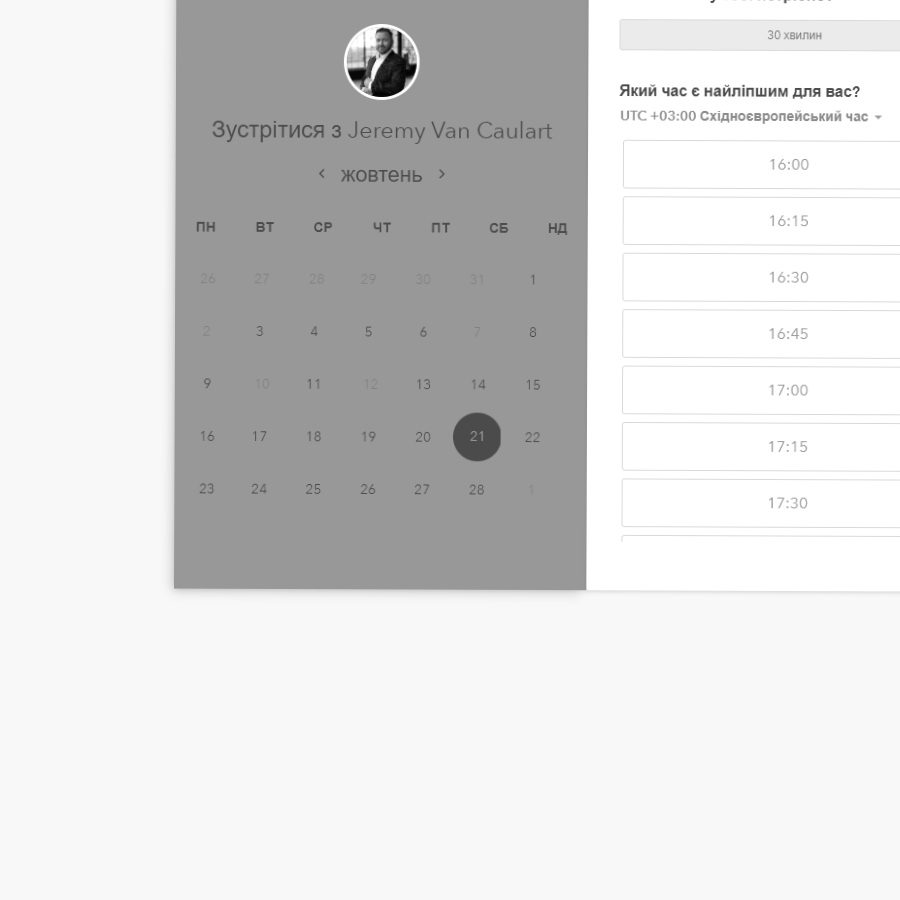 Зустрітися з Jeremy Van Caulart
жовтень
ПН ВТ СР ЧТ ПТ СБ НД
26 27 28 29 30 31 1
2 3 4 5 6 7 8
9 10 11 12 13 14 15
16 17 18 19 20 21 22
23 24 25 26 27 28 1
30 хвилин
Який час є найліпшим для вас?
UTC +03:00 Східноєвропейський час
16:00
16:15
16:30
16:45
17:00
17:15
17:30